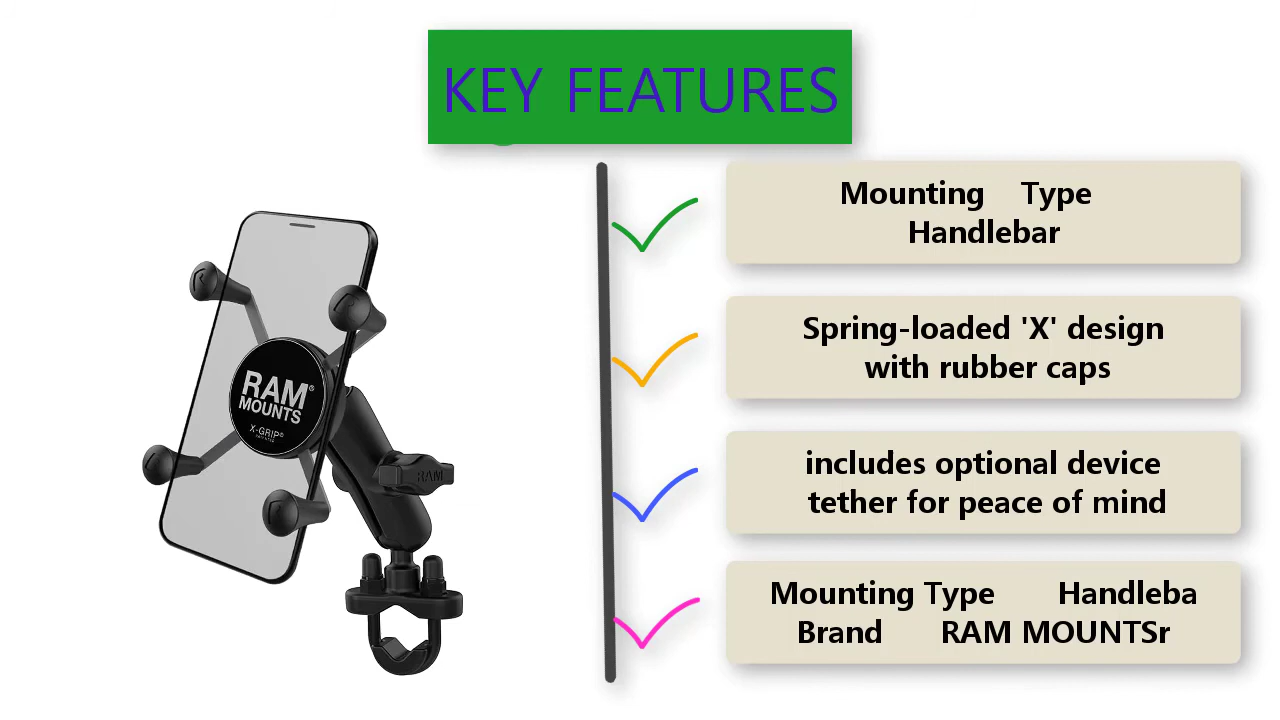 KEY FEATURES
Mounting Type
Handlebar
Spring-loaded 'X' design
with rubber caps
includes optional device
tether for peace of mind
Mounting Type Handleba
Brand RAM MOUNTSr
RAM®
MOUNTS
X-GRIP®
RAM